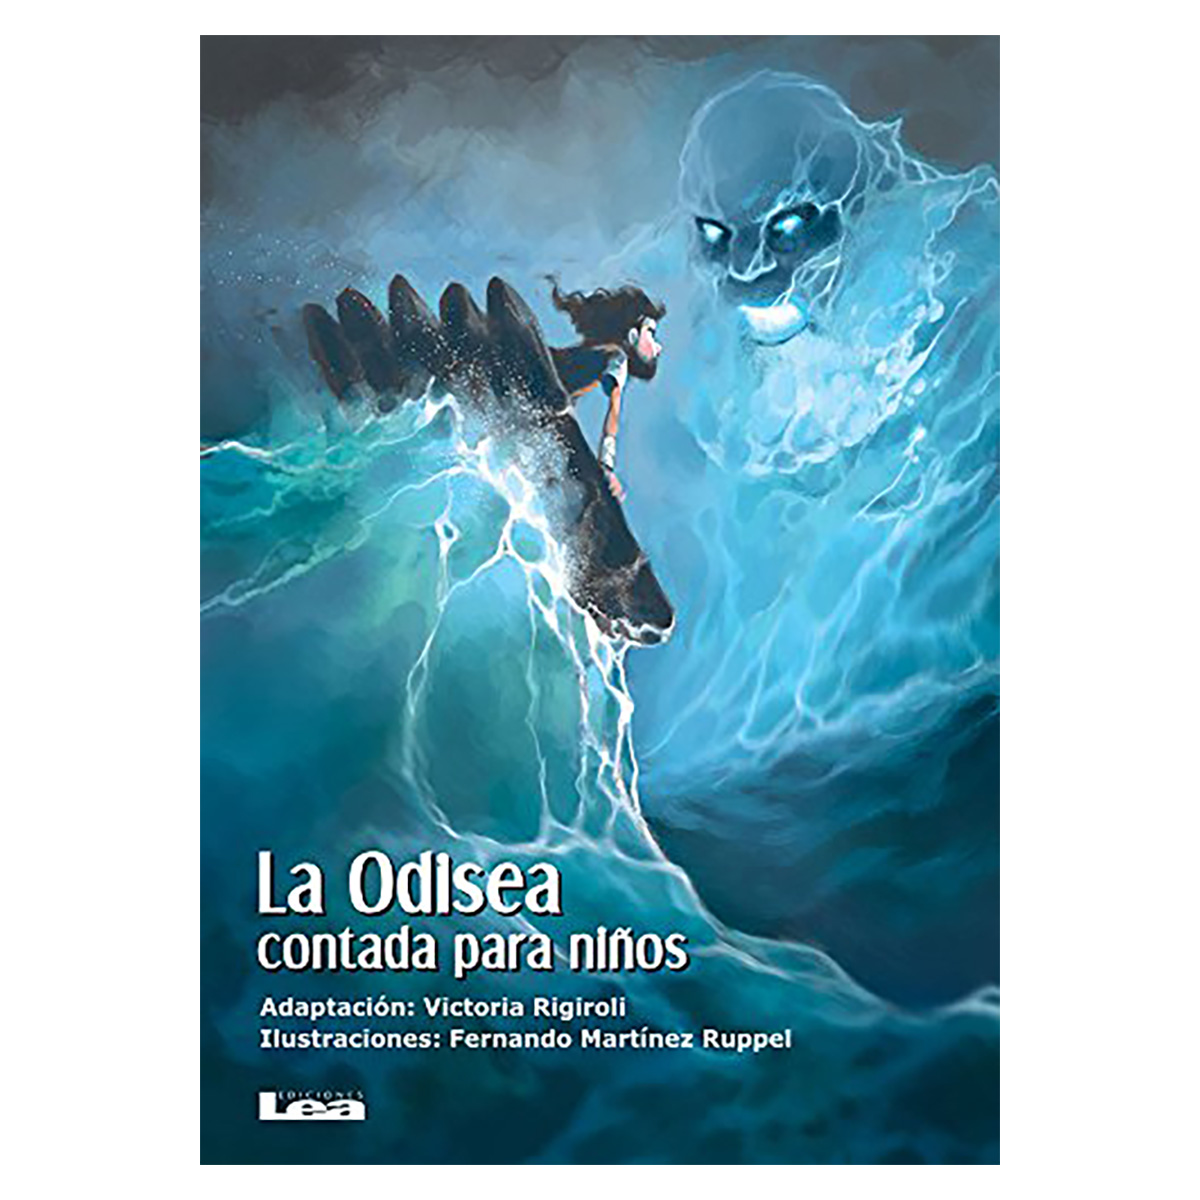 La Odisea
contada para niños
Adaptación: Victoria Rigiroli
Ilustraciones: Fernando Martínez Ruppel
EDICIONES
Lea